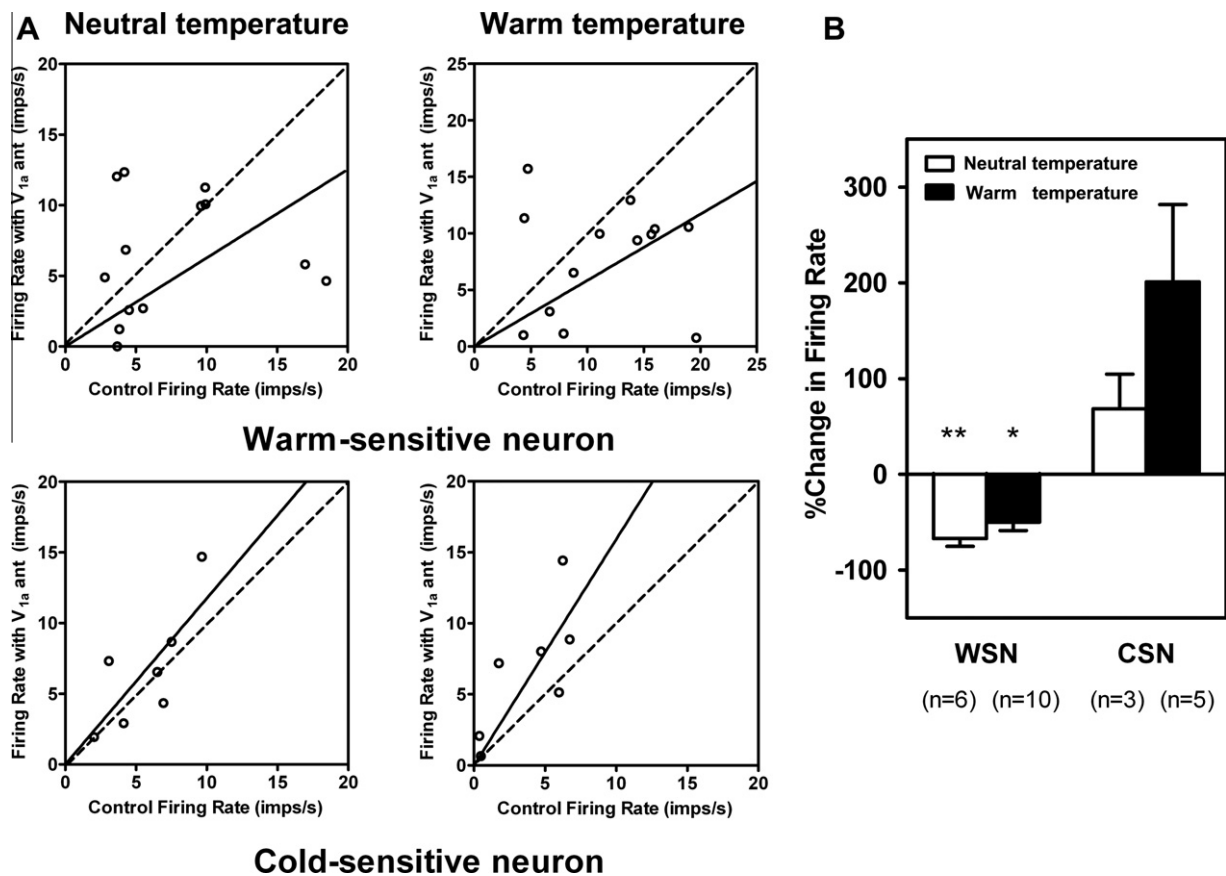 A
Neutral temperature
Warm temperature
B
20
15
10
5
0
0 5 10 15 20
Firing Rate with V1a ant (imps/s)
Control Firing Rate (imps/s)
25
20
15
10
5
0
0 5 10 15 20 25
Firing Rate with V1a ant (imps/s)
Control Firing Rate (imps/s)
Warm-sensitive neuron
20
15
10
5
0
0 5 10 15 20
Firing Rate with V1a ant (imps/s)
Control Firing Rate (imps/s)
20
15
10
5
0
0 5 10 15 20
Firing Rate with V1a ant (imps/s)
Control Firing Rate (imps/s)
Cold-sensitive neuron
%Change in Firing Rate
Neutral temperature
Warm temperature
300
200
100
0
-100
** *
WSN CSN
(n=6) (n=10) (n=3) (n=5)